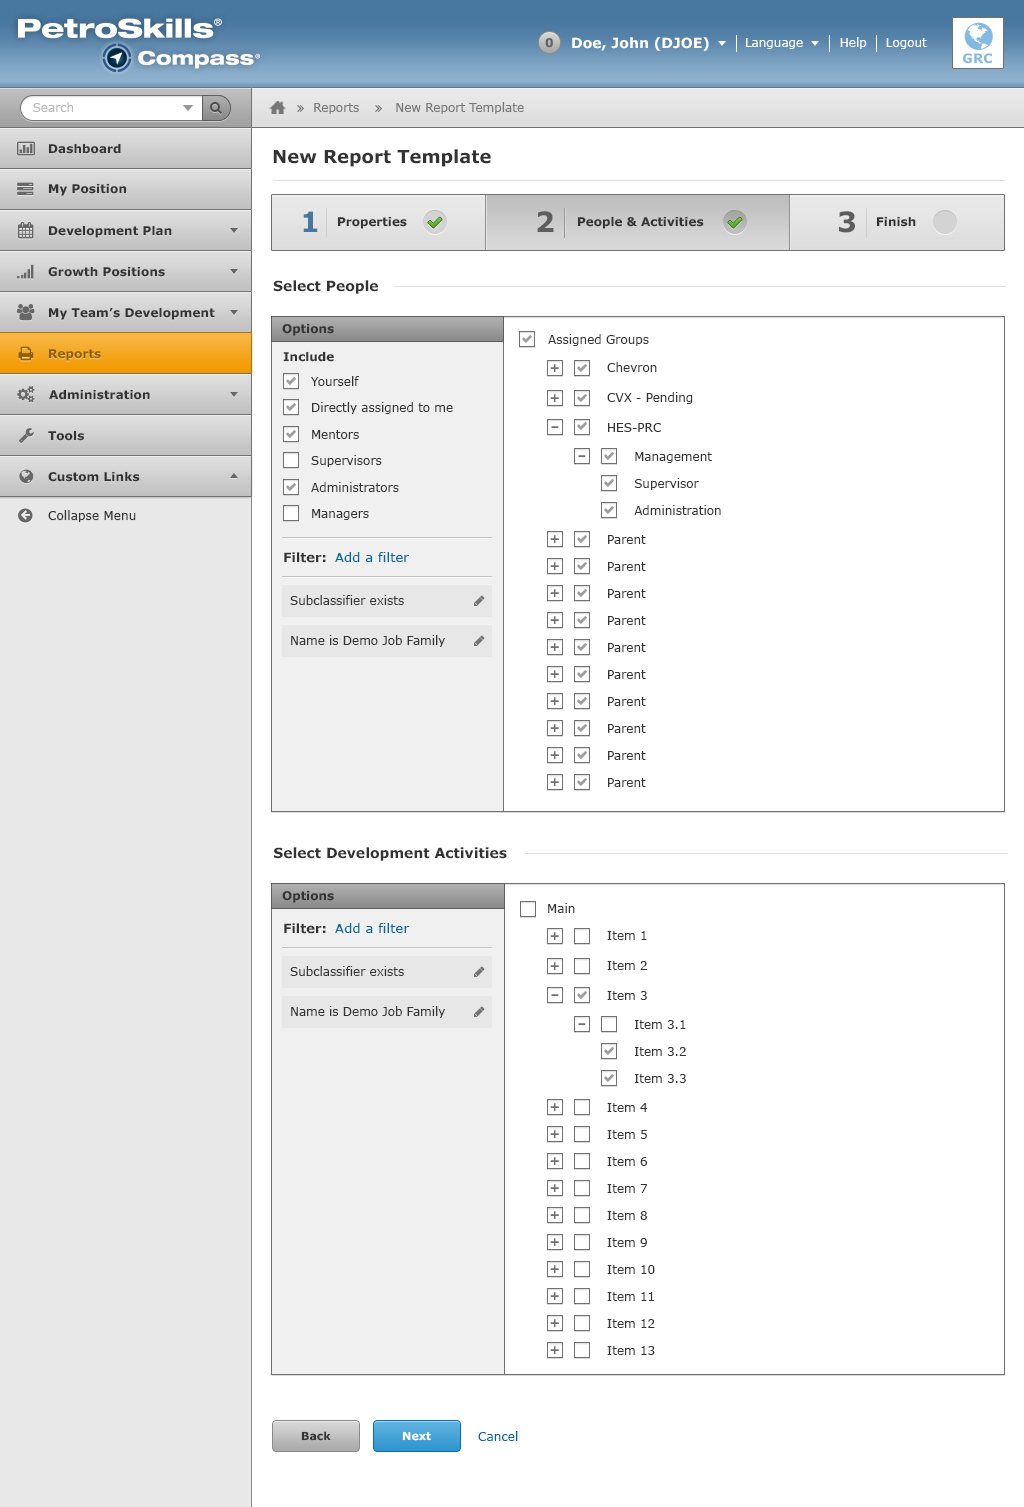 PetroSkills®
Compass
0 Doe, John (DJOE) Language Help Logout
GRC
Search
» Reports » New Report Template
Dashboard
My Position
Development Plan
Growth Positions
My Team's Development
Reports
Administration
Tools
Custom Links
Collapse Menu
New Report Template
1 Properties 2 People & Activities 3 Finish
Select People
Options
Include
Yourself
Directly assigned to me
Mentors
Supervisors
Administrators
Managers
Filter: Add a filter
Subclassifier exists
Name is Demo Job Family
Assigned Groups
Chevron
CVX - Pending
HES-PRC
Management
Supervisor
Administration
Parent
Parent
Parent
Parent
Parent
Parent
Parent
Parent
Parent
Parent
Select Development Activities
Options
Filter: Add a filter
Subclassifier exists
Name is Demo Job Family
Main
Item 1
Item 2
Item 3
Item 3.1
Item 3.2
Item 3.3
Item 4
Item 5
Item 6
Item 7
Item 8
Item 9
Item 10
Item 11
Item 12
Item 13
Back Next Cancel